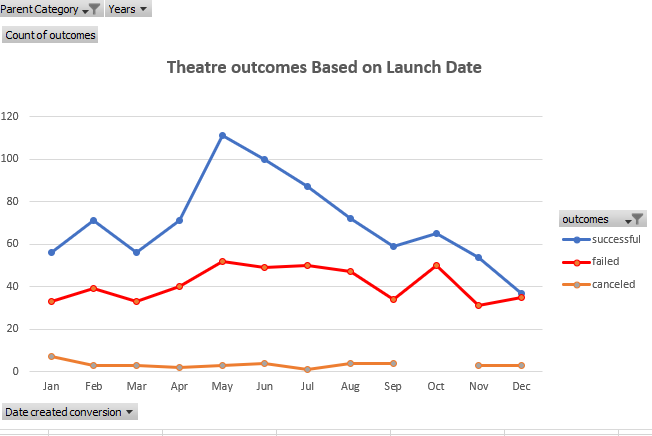 Parent Category Years
Count of outcomes
Theatre outcomes Based on Launch Date
120
100
80
60
40
20
0
Jan Feb Mar Apr May Jun Jul Aug Sep Oct Nov Dec
outcomes
successful
failed
canceled
Date created conversion